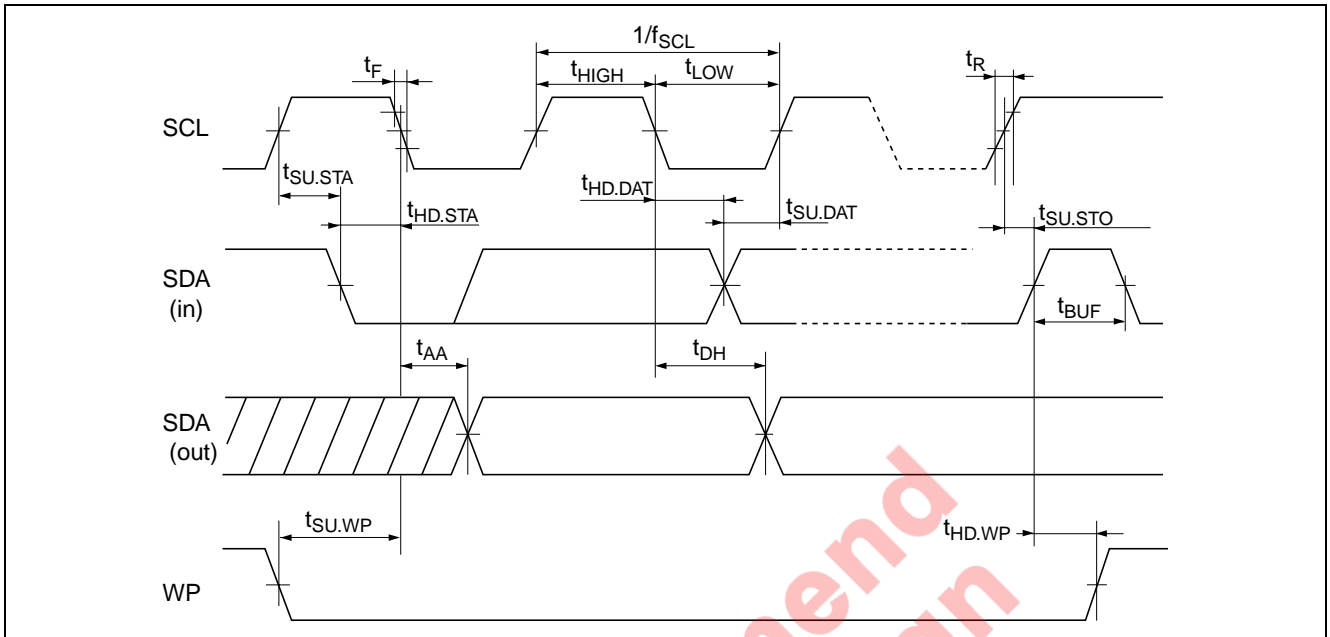 1/fSCL
tF
tHIGH
tLOW
tR
SCL
tSU.STA
tHD.STA
tHD.DAT
tSU.DAT
tSU.STO
SDA
(in)
tBUF
tAA
tDH
SDA
(out)
tSU.WP
tHD.WP
WP
mend